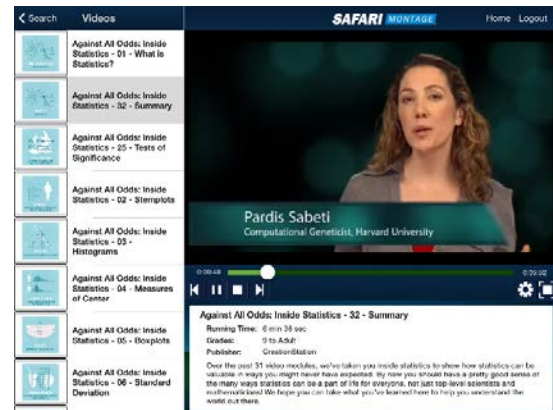 Search
Videos
SAFARI MONTAGE
Home Logout
Against All Odds: Inside
Statistics - 01 - What is
Statistics?
Against All Odds: Inside
Statistics - 32 - Summary
Against All Odds: Inside
Statistics - 25 - Tests of
Significance
Against All Odds: Inside
Statistics - 02 - Stemplots
Against All Odds: Inside
Statistics - 03 -
Histograms
Against All Odds: Inside
Statistics - 04 - Measures
of Center
Against All Odds: Inside
Statistics - 05 - Boxplots
Against All Odds: Inside
Statistics - 06 - Standard
Deviation
Pardis Sabeti
Computational Geneticist, Harvard University
0:00:48
Against All Odds: Inside Statistics - 32 - Summary
Running Time: 6 min 38 sec
Grades: 9 to Adult
Publisher: CreationStation
Over the past 31 video modules, we've taken you inside statistics to show how statistics can be
valuable in ways you might never have expected. By now you should have a pretty good sense of
the many ways statistics can be a part of life for everyone, not just top-level scientists and
mathematicians! We hope you can take what you've learned here to help you understand the
world out there.